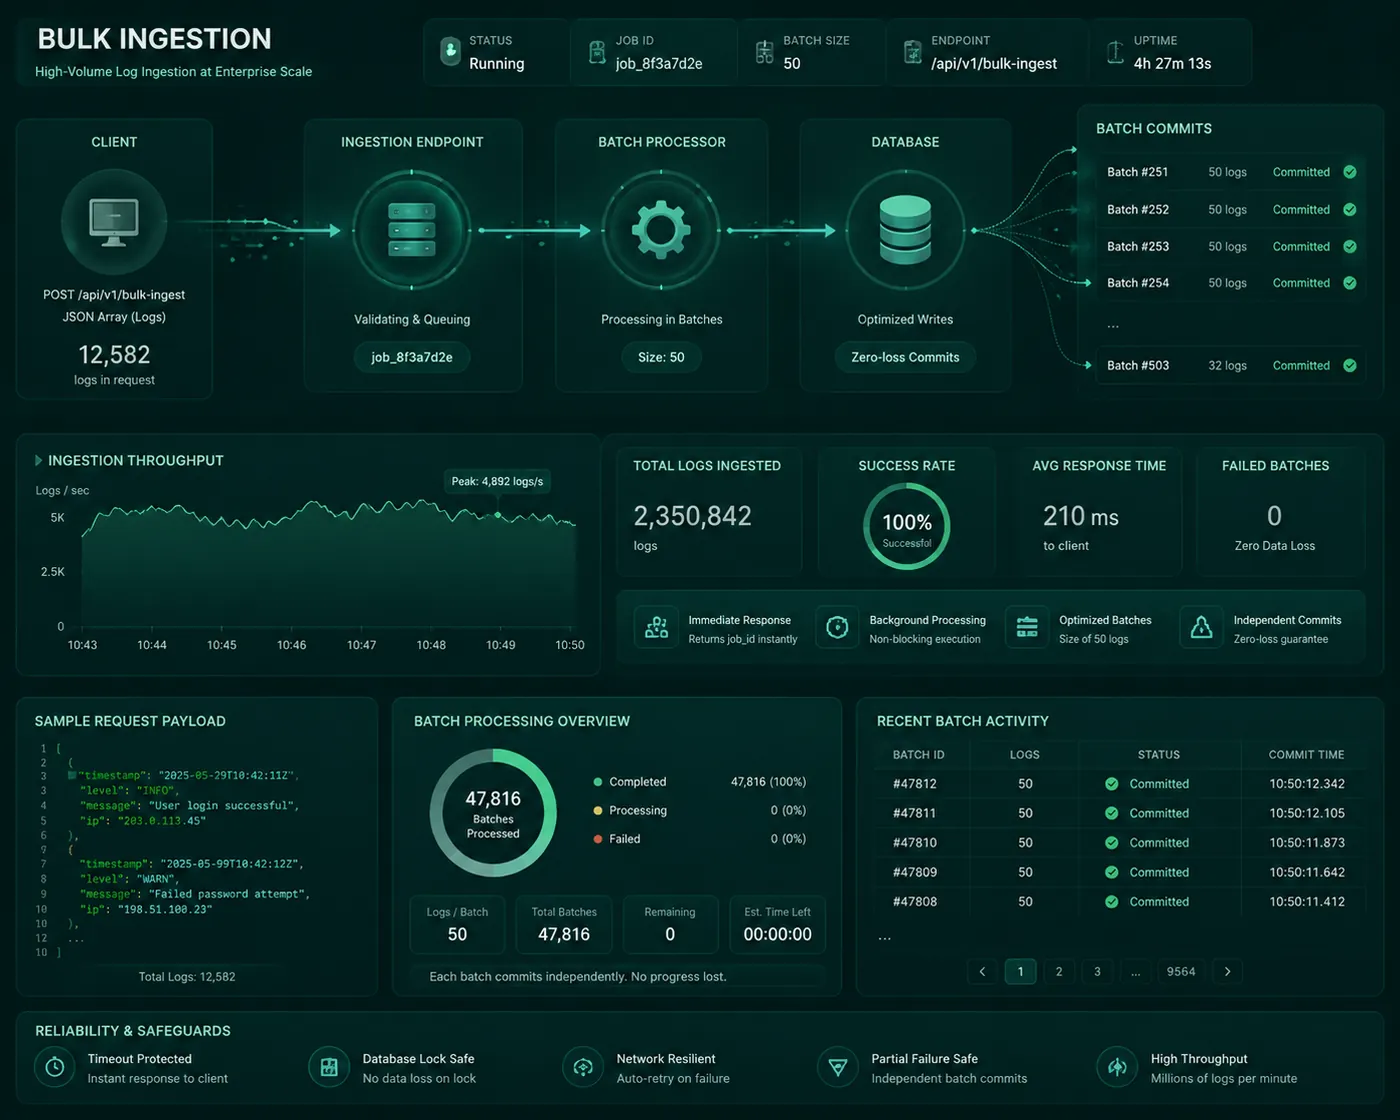 BULK INGESTION
High-Volume Log Ingestion at Enterprise Scale
STATUS
Running
JOB ID
job_8f3a7d2e
BATCH SIZE
50
ENDPOINT
/api/v1/bulk-ingest
UPTIME
4h 27m 13s
CLIENT
POST /api/v1/bulk-ingest
JSON Array (Logs)
12,582
logs in request
INGESTION ENDPOINT
Validating & Queuing
job_8f3a7d2e
BATCH PROCESSOR
Processing in Batches
Size: 50
DATABASE
Optimized Writes
Zero-loss Commits
BATCH COMMITS
Batch #251 50 logs Committed
Batch #252 50 logs Committed
Batch #253 50 logs Committed
Batch #254 50 logs Committed
...
Batch #503 32 logs Committed
INGESTION THROUGHPUT
Logs / sec
Peak: 4,892 logs/s
5K
2.5K
0
10:43 10:44 10:45 10:46 10:47 10:48 10:49 10:50
TOTAL LOGS INGESTED
2,350,842
logs
SUCCESS RATE
100%
Successful
AVG RESPONSE TIME
210 ms
to client
FAILED BATCHES
0
Zero Data Loss
Immediate Response
Returns job_id instantly
Background Processing
Non-blocking execution
Optimized Batches
Size of 50 logs
Independent Commits
Zero-loss guarantee
SAMPLE REQUEST PAYLOAD
1 [
2 {
3 "timestamp": "2025-05-29T10:42:11Z",
3 "level": "INFO",
4 "message": "User login successful",
5 "ip": "203.0.113.45"
6 },
7 {
7 "timestamp": "2025-05-99T10:42:12Z",
8 "level": "WARN",
9 "message": "Failed password attempt",
10 "ip": "198.51.100.23"
10 },
12 ...
10 ]
Total Logs: 12,582
BATCH PROCESSING OVERVIEW
47,816
Batches
Processed
Completed 47,816 (100%)
Processing 0 (0%)
Failed 0 (0%)
Logs / Batch
50
Total Batches
47,816
Remaining
0
Est. Time Left
00:00:00
Each batch commits independently. No progress lost.
RECENT BATCH ACTIVITY
BATCH ID LOGS STATUS COMMIT TIME
#47812 50 Committed 10:50:12.342
#47811 50 Committed 10:50:12.105
#47810 50 Committed 10:50:11.873
#47809 50 Committed 10:50:11.642
#47808 50 Committed 10:50:11.412
...
1 2 3 ... 9564
RELIABILITY & SAFEGUARDS
Timeout Protected
Instant response to client
Database Lock Safe
No data loss on lock
Network Resilient
Auto-retry on failure
Partial Failure Safe
Independent batch commits
High Throughput
Millions of logs per minute